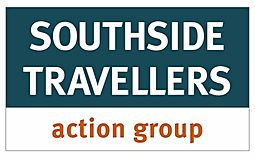 SOUTHSIDE
TRAVELLERS
action group